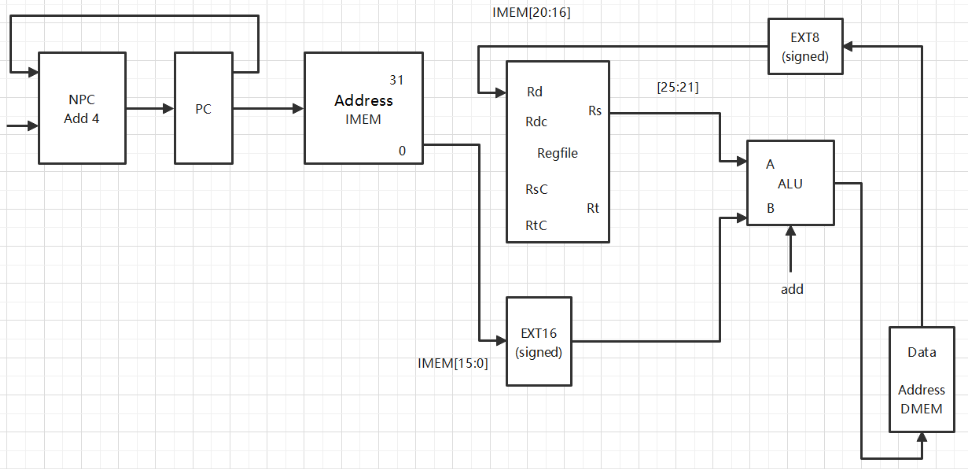 IMEM[20:16]
EXT8
(signed)
NPC
Add 4
PC
31
Address
IMEM
0
Rd
Rdc
Rs
Regfile
RsC
Rt
RtC
[25:21]
A
ALU
B
add
EXT16
(signed)
IMEM[15:0]
Data
Address
DMEM